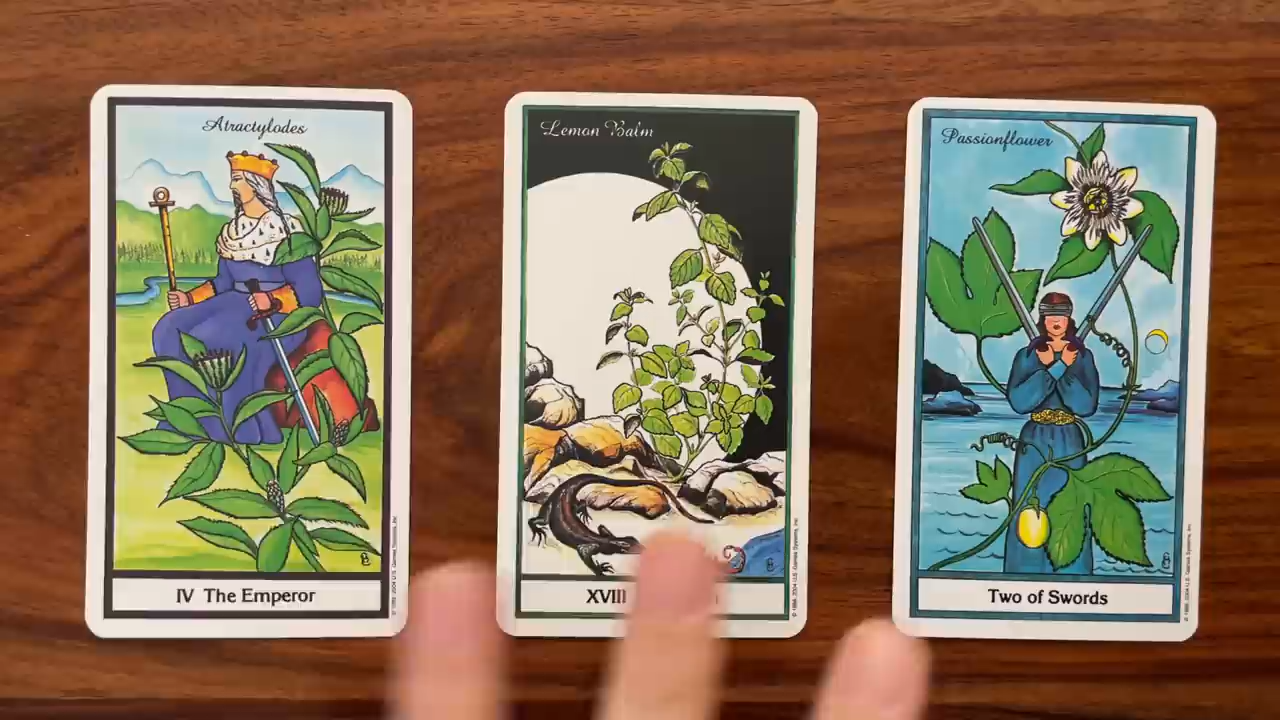 Atractylodes
IV The Emperor
Lemon Balm
XVIII
Passionflower
Two of Swords